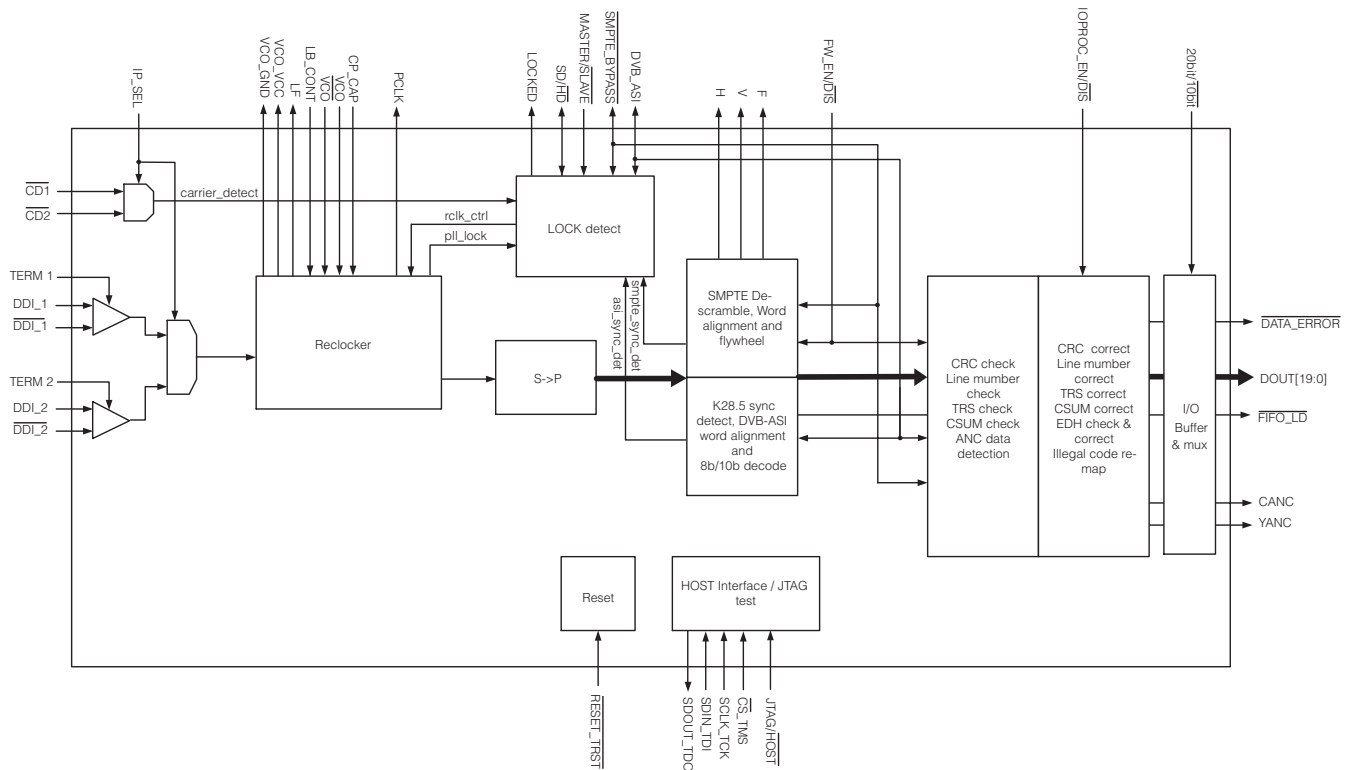 IP_SEL
VCO_GND
VCO_VCC
LF
LB_CONT
VCO
VCO
CP_CAP
PCLK
LOCKED
SD/HD
MASTER/SLAVE
SMPTE_BYPASS
DVB_ASI
H
V
F
FW_EN/DIS
IOPROC_EN/DIS
20bit/10bit
CD1
CD2
carrier_detect
rclk_ctrl
pll_lock
LOCK detect
TERM 1
DDI_1
DDI_1
TERM 2
DDI_2
DDI_2
Reclocker
S->P
asi_sync_det
smpte_sync_det
SMPTE De-
scramble, Word
alignment and
flywheel
K28.5 sync
detect, DVB-ASI
word alignment
and
8b/10b decode
CRC check
Line mumber
check
TRS check
CSUM check
ANC data
detection
CRC correct
Line number
correct
TRS correct
CSUM correct
EDH check &
correct
Illegal code re-
map
I/O
Buffer
& mux
DATA_ERROR
DOUT[19:0]
FIFO_LD
CANC
YANC
Reset
HOST Interface / JTAG
test
RESET_TRST
SDOUT_TDO
SDIN_TDI
SCLK_TCK
CS_TMS
JTAG/HOST